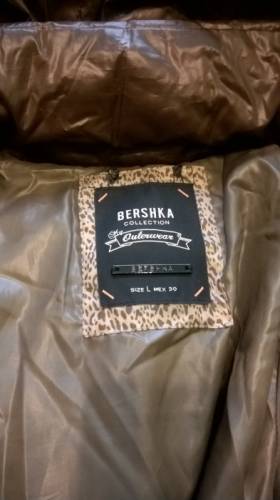 BERSHKA
COLLECTION
Outerwear
BERSHKA
SIZE L MEX 30